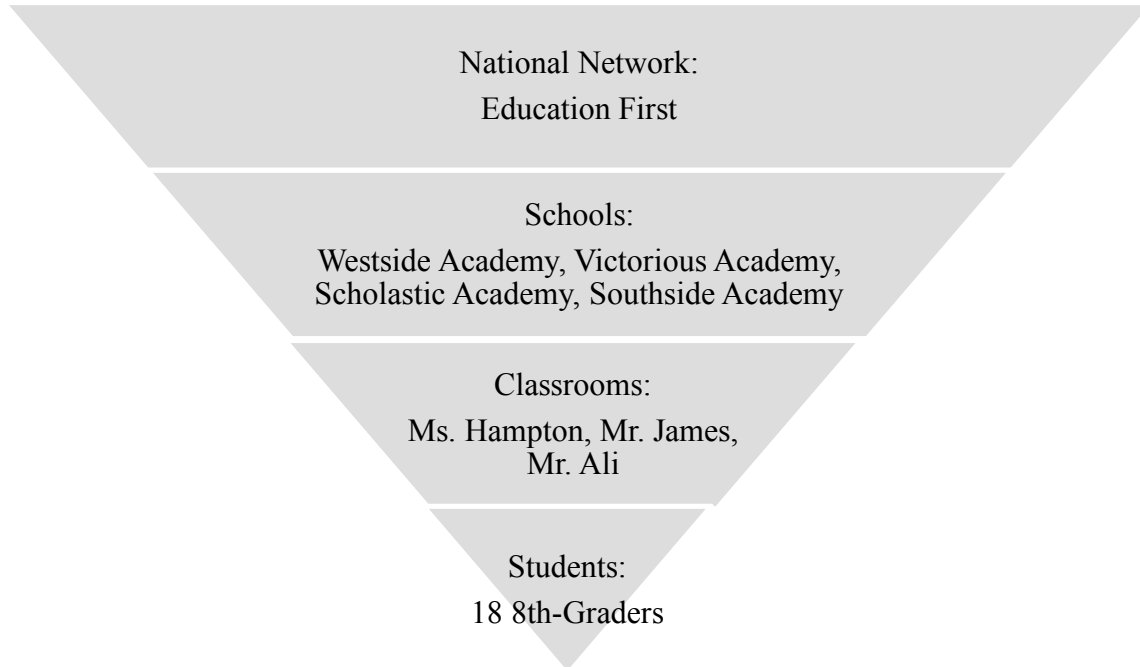 National Network:
Education First
Schools:
Westside Academy, Victorious Academy,
Scholastic Academy, Southside Academy
Classrooms:
Ms. Hampton, Mr. James,
Mr. Ali
Students:
18 8th-Graders